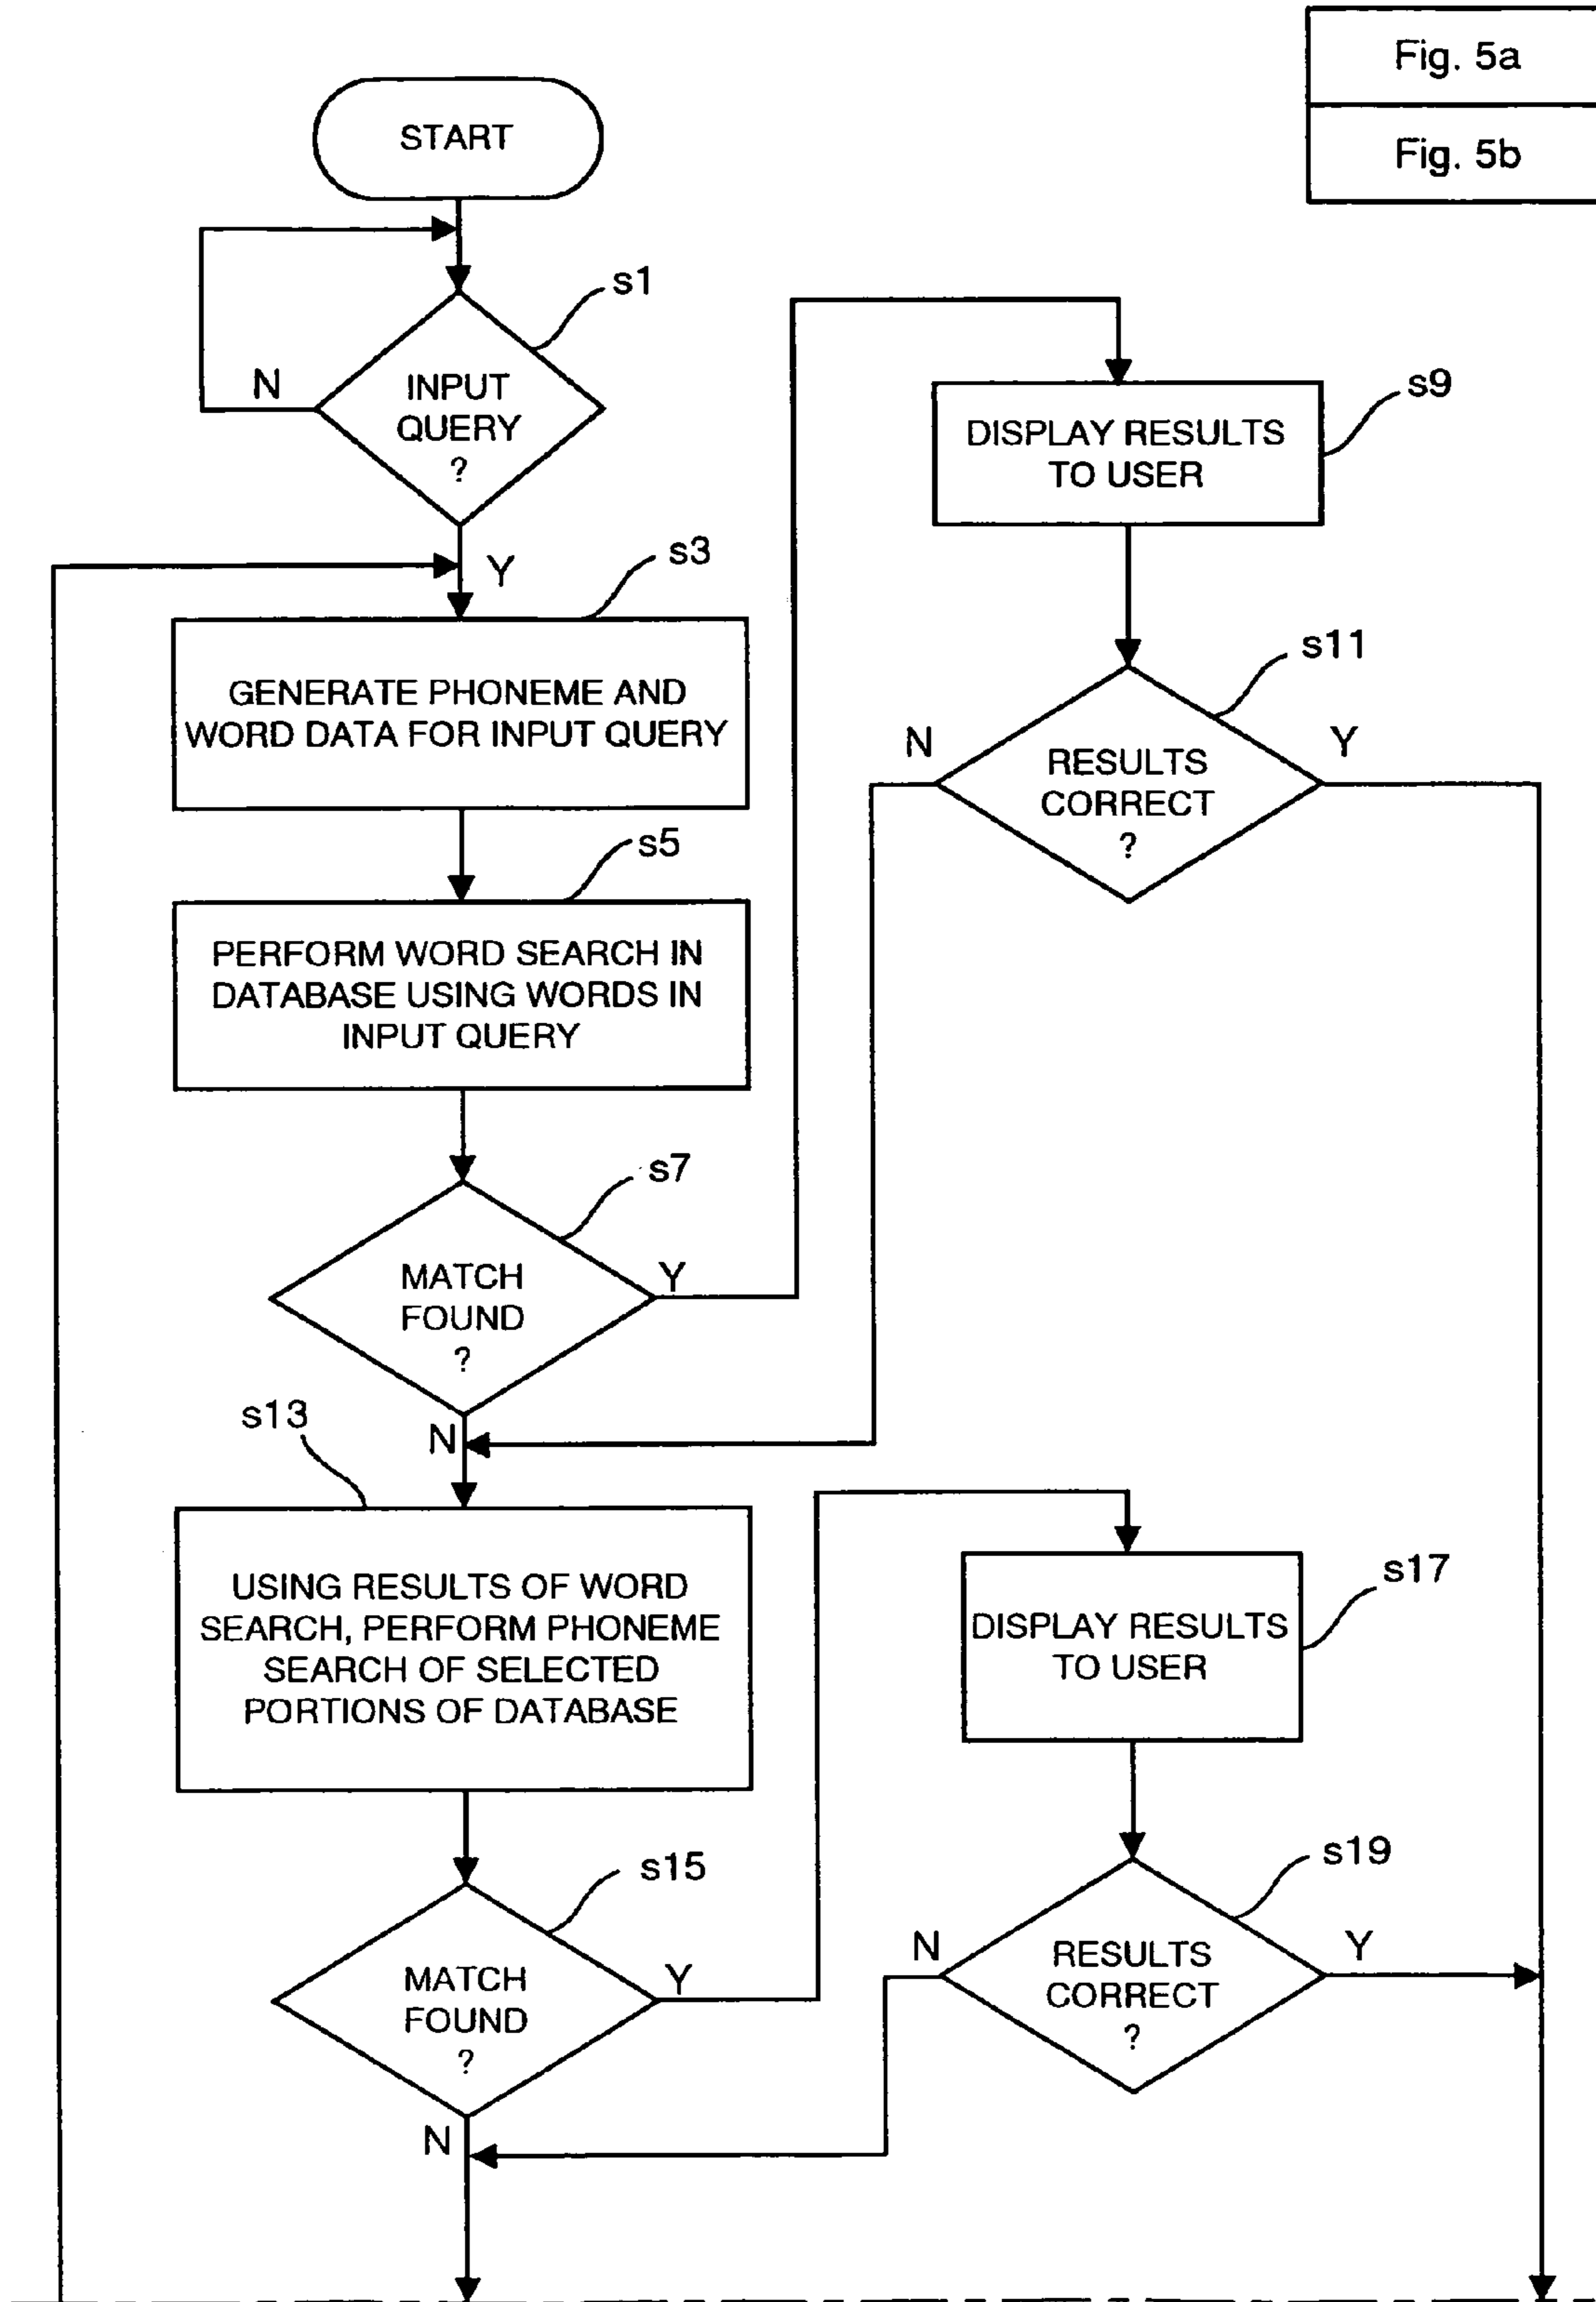 Fig. 5a
Fig. 5b
START
s1
INPUT
QUERY
?
N
Y
s3
GENERATE PHONEME AND
WORD DATA FOR INPUT QUERY
s5
PERFORM WORD SEARCH IN
DATABASE USING WORDS IN
INPUT QUERY
s7
MATCH
FOUND
?
Y
N
s9
DISPLAY RESULTS
TO USER
s11
RESULTS
CORRECT
?
N
Y
s13
USING RESULTS OF WORD
SEARCH, PERFORM PHONEME
SEARCH OF SELECTED
PORTIONS OF DATABASE
s15
MATCH
FOUND
?
Y
N
s17
DISPLAY RESULTS
TO USER
s19
RESULTS
CORRECT
?
N
Y